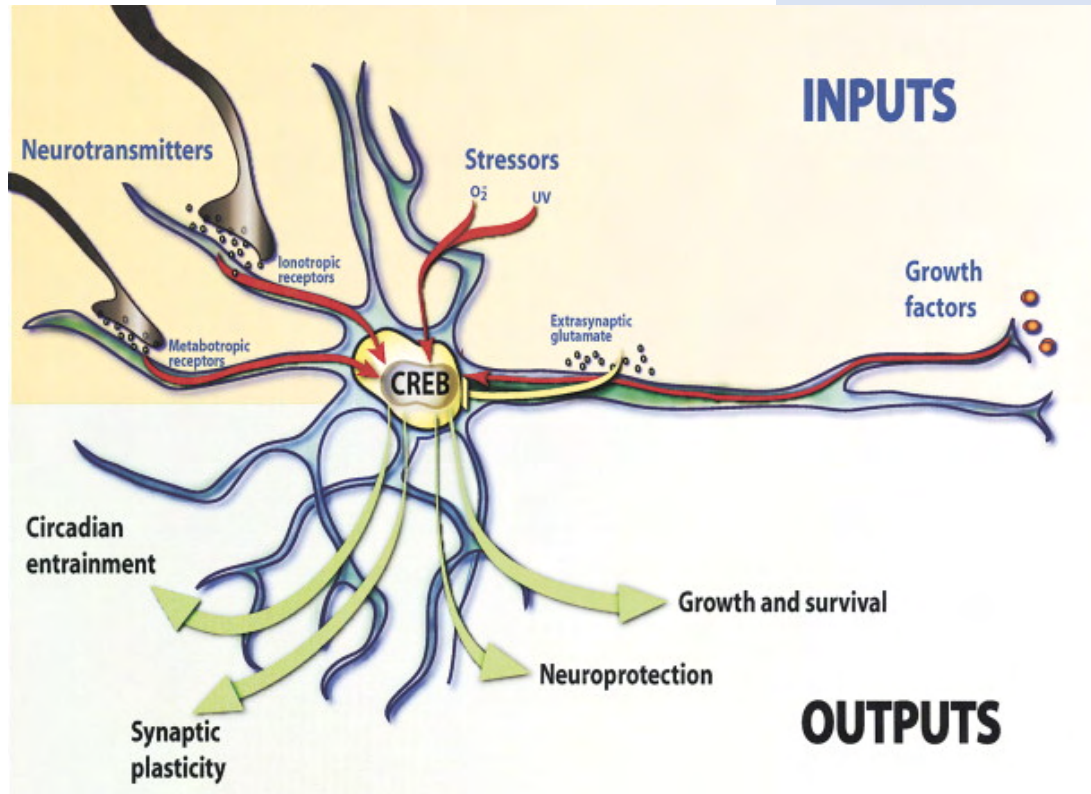 INPUTS
Neurotransmitters
Stressors
O₂⁻
UV
Ionotropic
receptors
Growth
factors
Extrasynaptic
glutamate
Metabotropic
receptors
CREB
Circadian
entrainment
Growth and survival
Neuroprotection
OUTPUTS
Synaptic
plasticity